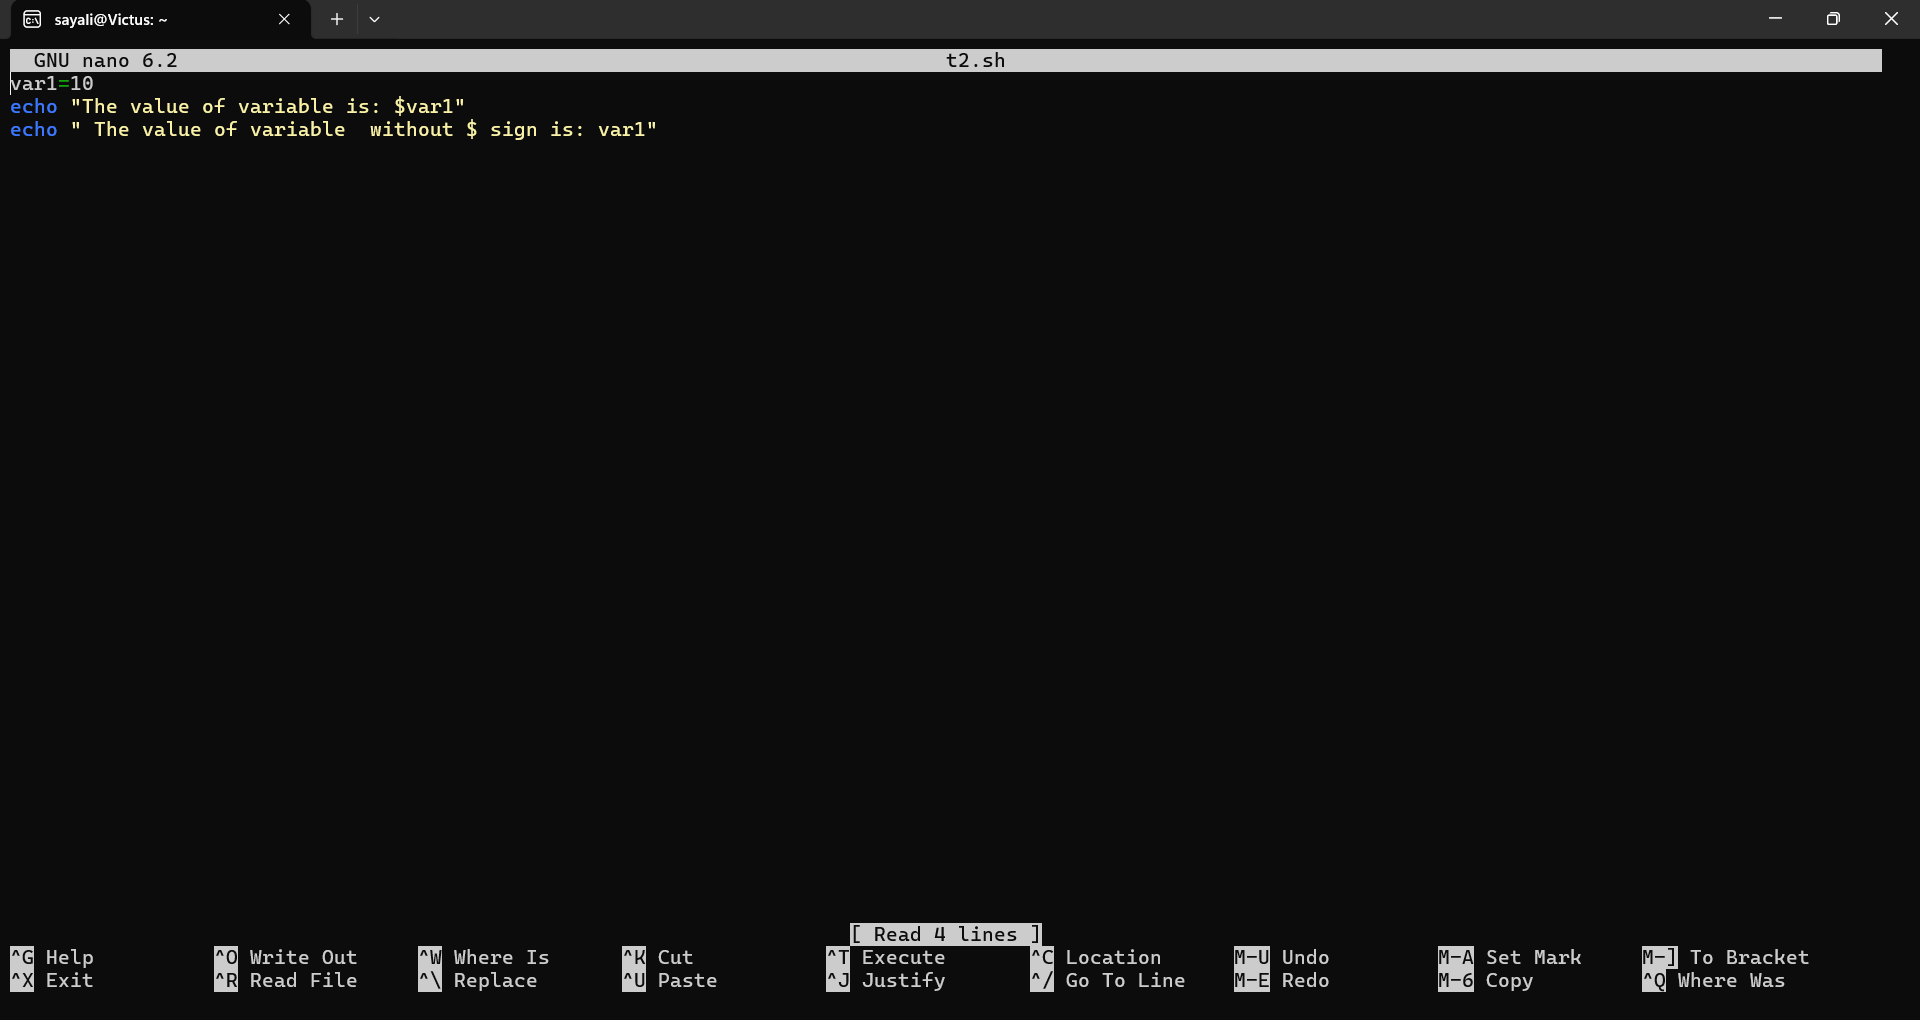 sayali@Victus: ~
GNU nano 6.2 t2.sh
var1=10
echo "The value of variable is: $var1"
echo " The value of variable  without $ sign is: var1"
[ Read 4 lines ]
^G Help ^O Write Out ^W Where Is ^K Cut ^T Execute ^C Location M-U Undo M-A Set Mark M-] To Bracket
^X Exit ^R Read File ^\ Replace ^U Paste ^J Justify ^/ Go To Line M-E Redo M-6 Copy ^Q Where Was